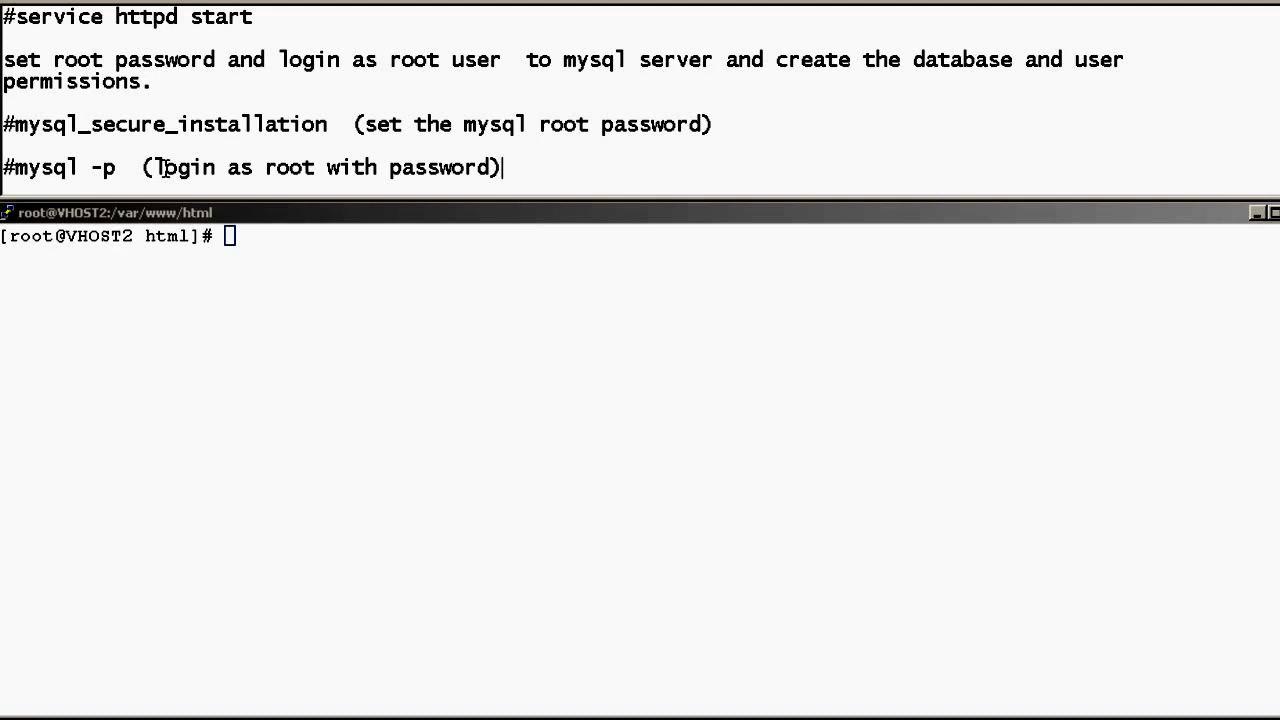 #service httpd start
set root password and login as root user  to mysql server and create the database and user
permissions.
#mysql_secure_installation  (set the mysql root password)
#mysql -p  (login as root with password)
root@VHOST2:/var/www/html
[root@VHOST2 html]#